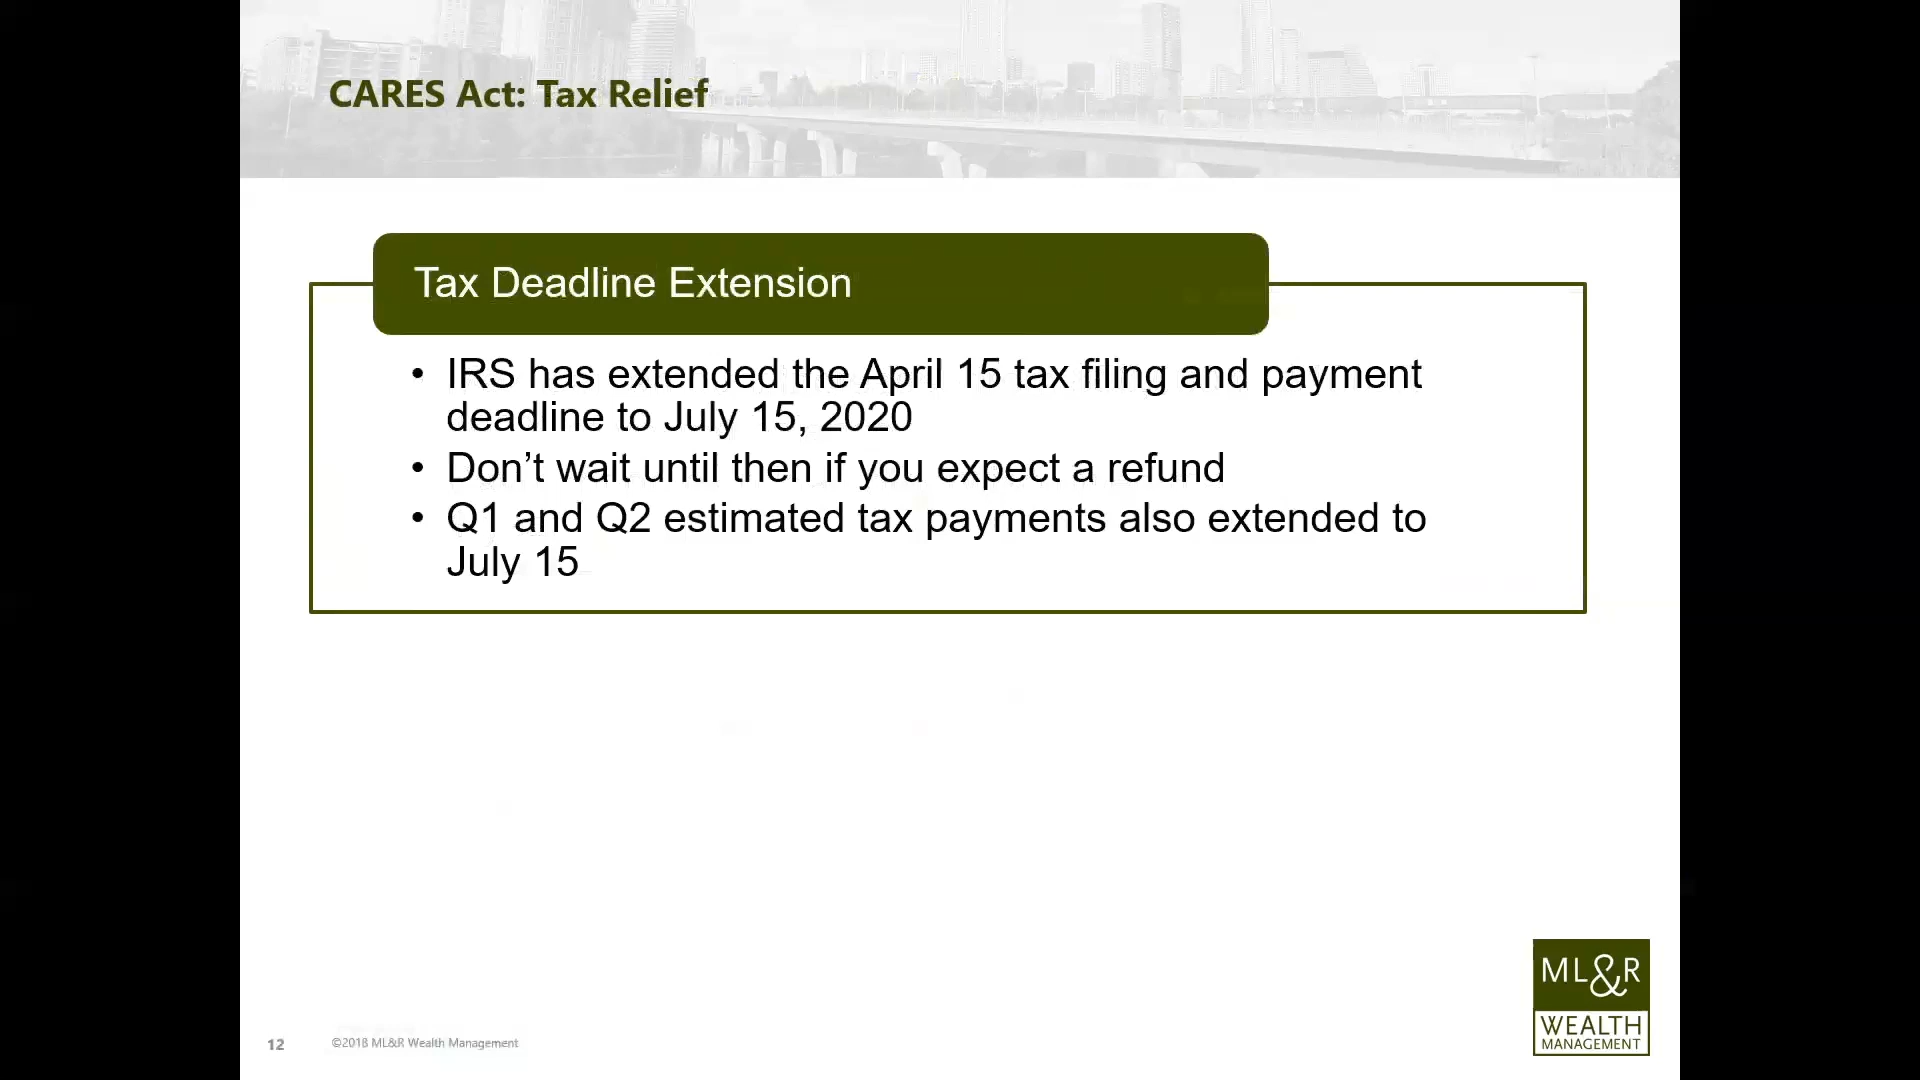 CARES Act: Tax Relief
Tax Deadline Extension
• IRS has extended the April 15 tax filing and payment
deadline to July 15, 2020
• Don’t wait until then if you expect a refund
• Q1 and Q2 estimated tax payments also extended to
July 15
ML&R
WEALTH
MANAGEMENT
12
©2018 ML&R Wealth Management